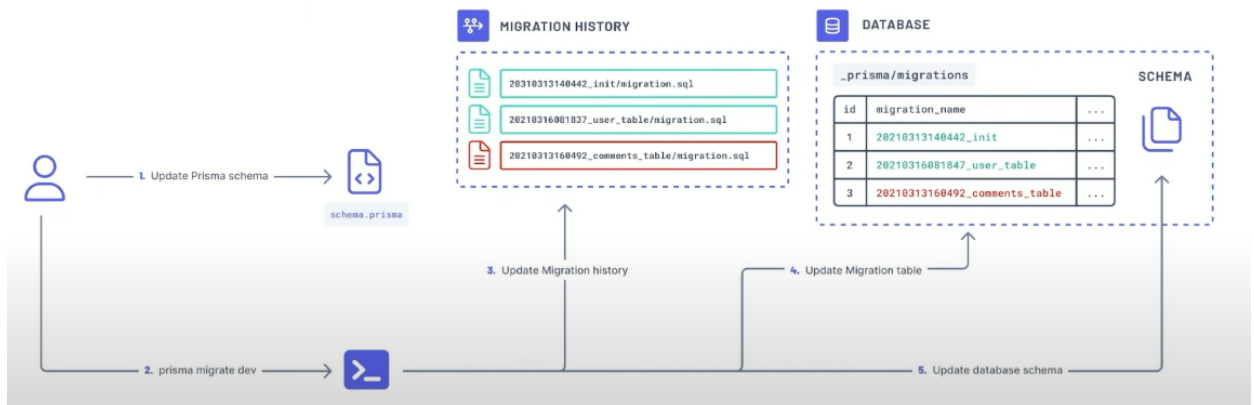 MIGRATION HISTORY
20310313140442_init/migration.sql
20210316081837_user_table/migration.sql
20210313160492_comments_table/migration.sql
DATABASE
_prisma/migrations
SCHEMA
id migration_name ...
1 20210313140442_init ...
2 20210316081847_user_table ...
3 20210313160492_comments_table ...
1. Update Prisma schema
schema.prisma
3. Update Migration history
4. Update Migration table
2. prisma migrate dev
5. Update database schema